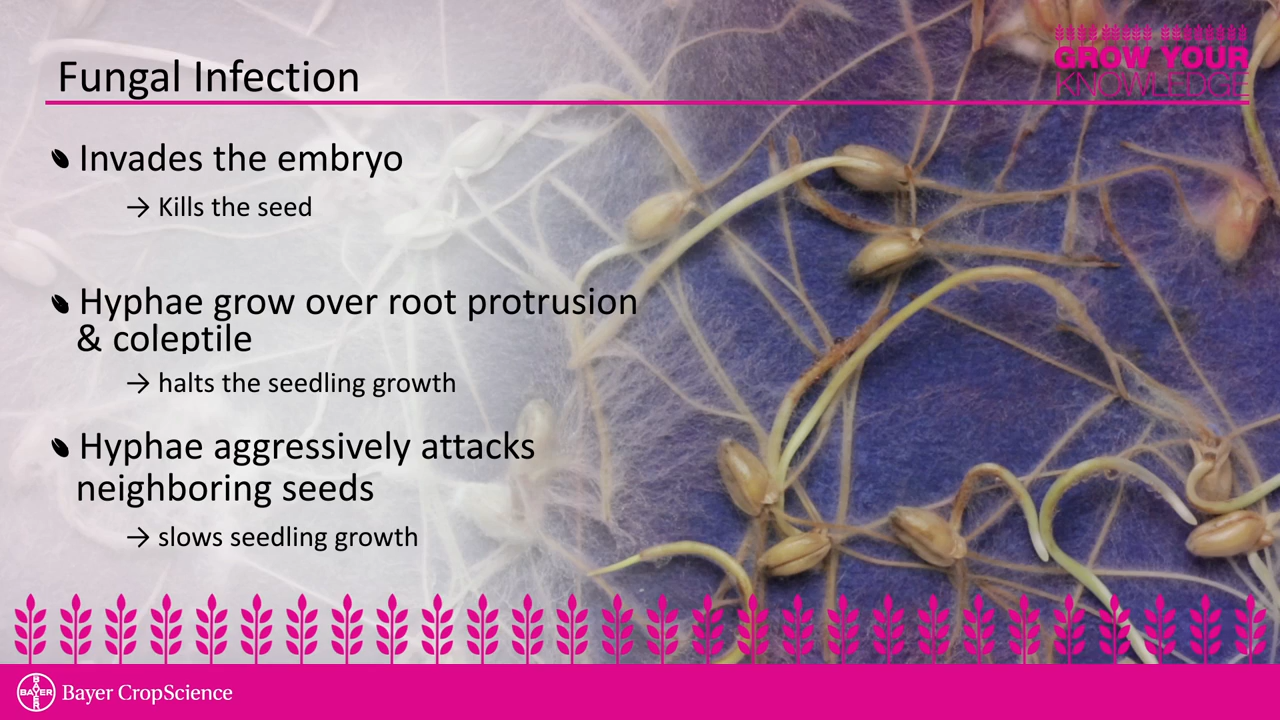 Fungal Infection
GROW YOUR
KNOWLEDGE
Invades the embryo
→ Kills the seed
Hyphae grow over root protrusion
& coleptile
→ halts the seedling growth
Hyphae aggressively attacks
neighboring seeds
→ slows seedling growth
BAYER
BAYER
Bayer CropScience